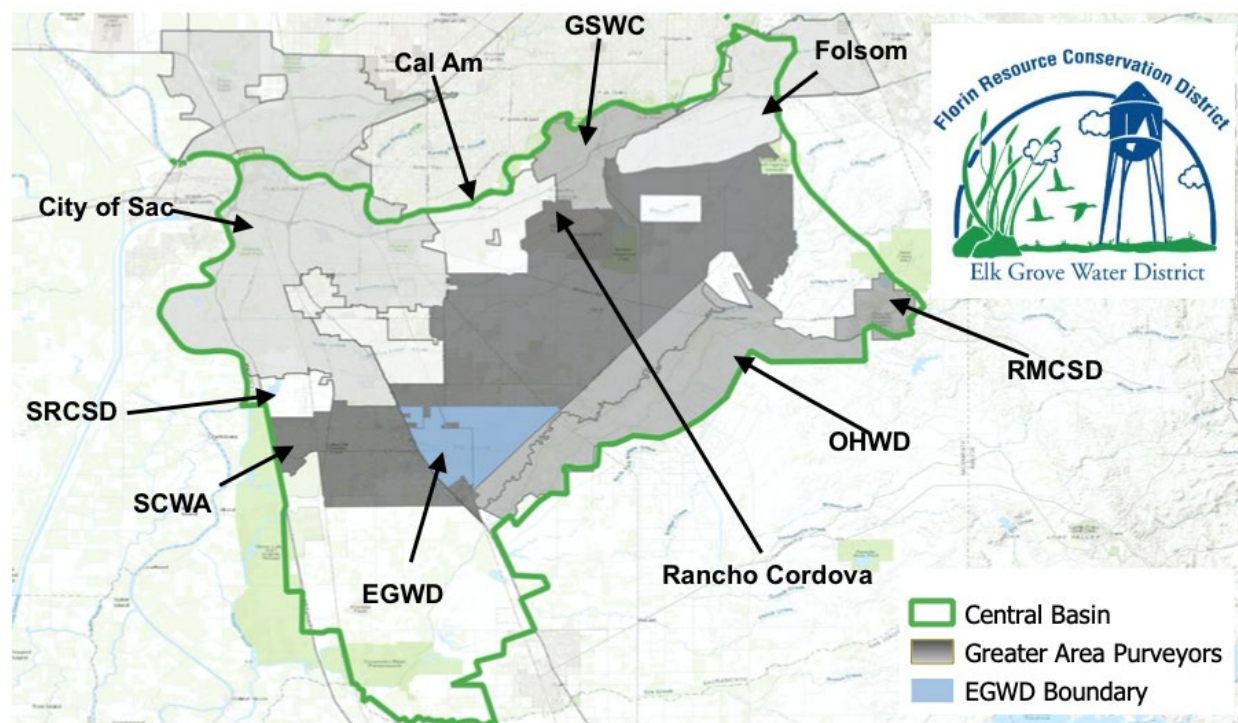 GSWC
Folsom
Cal Am
City of Sac
SRCSD
SCWA
EGWD
RMCSD
OHWD
Rancho Cordova
Florin Resource Conservation District
Elk Grove Water District
Central Basin
Greater Area Purveyors
EGWD Boundary